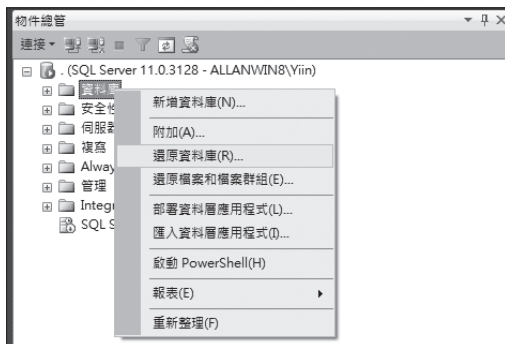 物件總管
連接
. (SQL Server 11.0.3128 - ALLANWIN8\Yiin)
資料庫
安全性
伺服器
複寫
Alway
管理
Integr
SQL S
新增資料庫(N)...
附加(A)...
還原資料庫(R)...
還原檔案和檔案群組(E)...
部署資料層應用程式(L)...
匯入資料層應用程式(I)...
啟動 PowerShell(H)
報表(E)
重新整理(F)